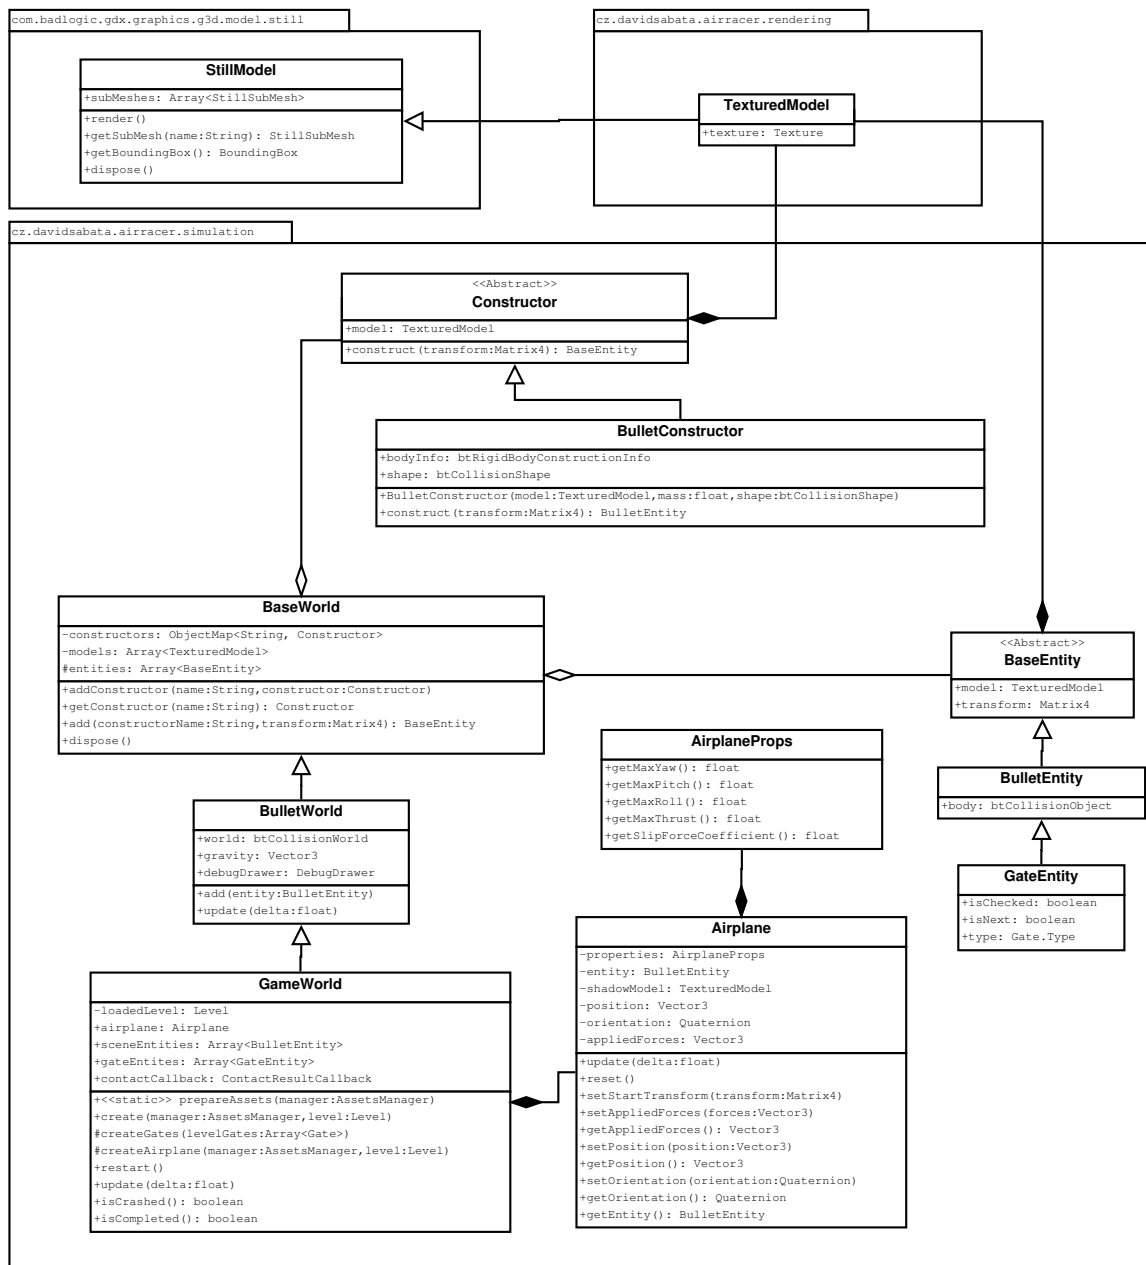 com.badlogic.gdx.graphics.g3d.model.still
StillModel
+subMeshes: Array<StillSubMesh>
+render()
+getSubMesh(name:String): StillSubMesh
+getBoundingBox(): BoundingBox
+dispose()
cz.davidsabata.airracer.rendering
TexturedModel
+texture: Texture
cz.davidsabata.airracer.simulation
<<Abstract>>
Constructor
+model: TexturedModel
+construct(transform:Matrix4): BaseEntity
BulletConstructor
+bodyInfo: btRigidBodyConstructionInfo
+shape: btCollisionShape
+BulletConstructor(model:TexturedModel,mass:float,shape:btCollisionShape)
+construct(transform:Matrix4): BulletEntity
BaseWorld
-constructors: ObjectMap<String, Constructor>
-models: Array<TexturedModel>
#entities: Array<BaseEntity>
+addConstructor(name:String,constructor:Constructor)
+getConstructor(name:String): Constructor
+add(constructorName:String,transform:Matrix4): BaseEntity
+dispose()
<<Abstract>>
BaseEntity
+model: TexturedModel
+transform: Matrix4
AirplaneProps
+getMaxYaw(): float
+getMaxPitch(): float
+getMaxRoll(): float
+getMaxThrust(): float
+getSlipForceCoefficient(): float
BulletEntity
+body: btCollisionObject
BulletWorld
+world: btCollisionWorld
+gravity: Vector3
+debugDrawer: DebugDrawer
+add(entity:BulletEntity)
+update(delta:float)
GateEntity
+isChecked: boolean
+isNext: boolean
+type: Gate.Type
Airplane
-properties: AirplaneProps
-entity: BulletEntity
-shadowModel: TexturedModel
-position: Vector3
-orientation: Quaternion
-appliedForces: Vector3
+update(delta:float)
+reset()
+setStartTransform(transform:Matrix4)
+setAppliedForces(forces:Vector3)
+getAppliedForces(): Vector3
+setPosition(position:Vector3)
+getPosition(): Vector3
+setOrientation(orientation:Quaternion)
+getOrientation(): Quaternion
+getEntity(): BulletEntity
GameWorld
-loadedLevel: Level
+airplane: Airplane
+sceneEntities: Array<BulletEntity>
+gateEntites: Array<GateEntity>
+contactCallback: ContactResultCallback
+<<static>> prepareAssets(manager:AssetsManager)
+create(manager:AssetsManager,level:Level)
#createGates(levelGates:Array<Gate>)
#createAirplane(manager:AssetsManager,level:Level)
+restart()
+update(delta:float)
+isCrashed(): boolean
+isCompleted(): boolean